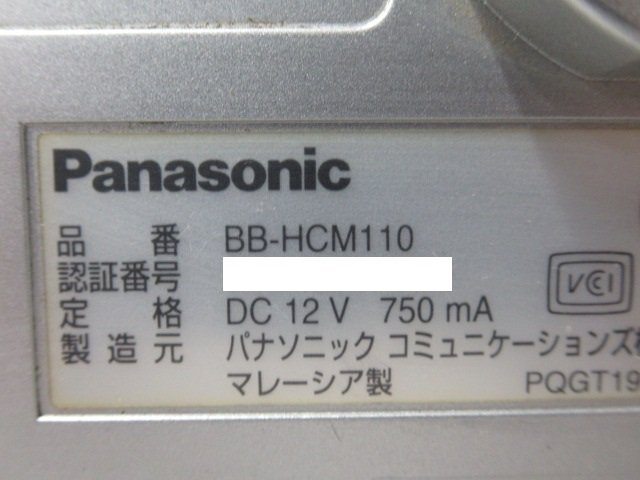 Panasonic
品 番 BB-HCM110
認証番号
定 格 DC 12 V 750 mA
製造元 パナソニック コミュニケーションズ
マレーシア製 PQGT19
VCI